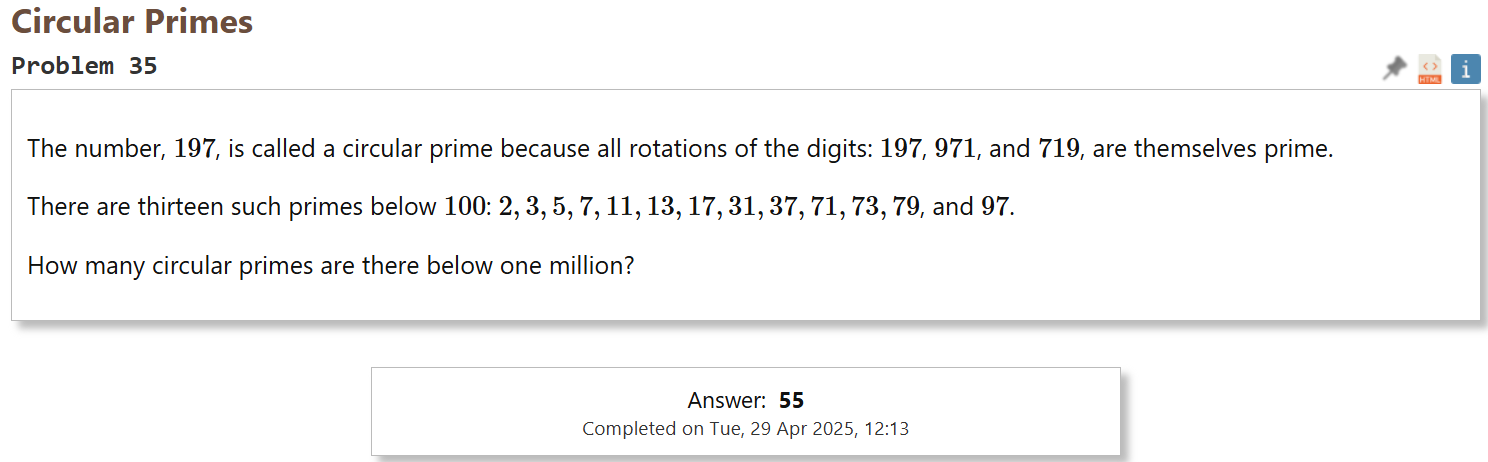 Circular Primes
Problem 35
HTML
i
The number, 197, is called a circular prime because all rotations of the digits: 197, 971, and 719, are themselves prime.
There are thirteen such primes below 100: 2, 3, 5, 7, 11, 13, 17, 31, 37, 71, 73, 79, and 97.
How many circular primes are there below one million?
Answer: 55
Completed on Tue, 29 Apr 2025, 12:13